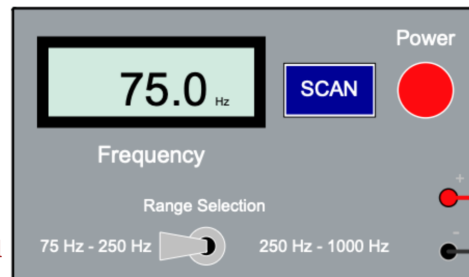 Power
75.0 Hz
SCAN
Frequency
Range Selection
75 Hz - 250 Hz
250 Hz - 1000 Hz
+
-